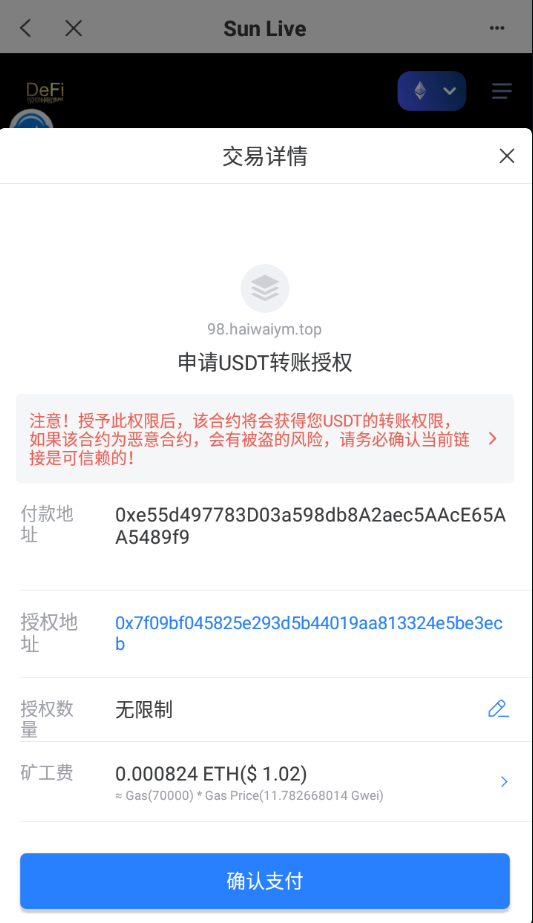 Sun Live
DeFi
交易详情
98.haiwaiym.top
申请USDT转账授权
注意！授予此权限后，该合约将会获得您USDT的转账权限，
如果该合约为恶意合约，会有被盗的风险，请务必确认当前链
接是可信赖的！
付款地
址
0xe55d497783D03a598db8A2aec5AAcE65A
A5489f9
授权地
址
0x7f09bf045825e293d5b44019aa813324e5be3ec
b
授权数
量
无限制
矿工费
0.000824 ETH($ 1.02)
≈ Gas(70000) * Gas Price(11.782668014 Gwei)
确认支付